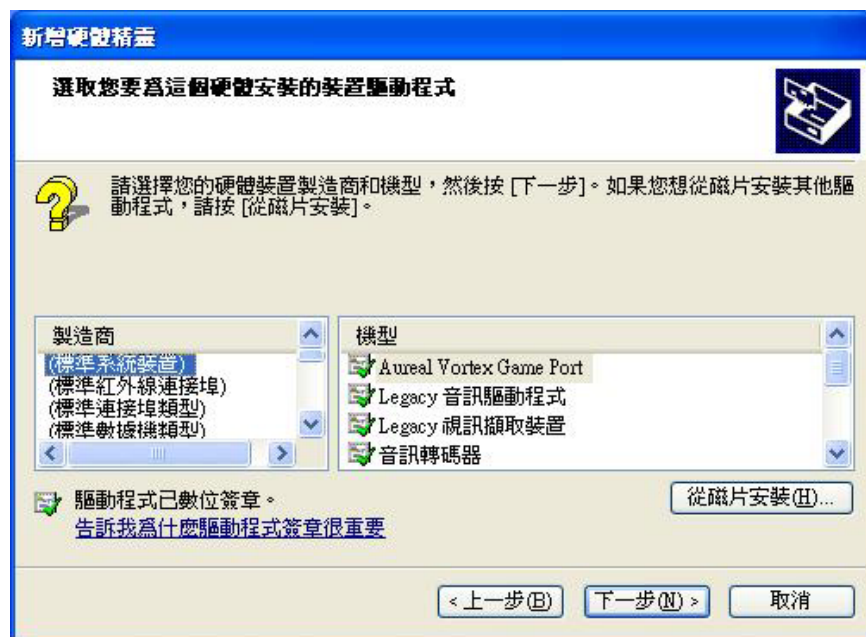 新增硬體精靈
選取您要為這個硬體安裝的裝置驅動程式
請選擇您的硬體裝置製造商和機型，然後按 [下一步]。如果您想從磁片安裝其他驅
動程式，請按 [從磁片安裝]。
製造商
(標準系統裝置)
(標準紅外線連接埠)
(標準連接埠類型)
(標準數據機類型)
機型
Aureal Vortex Game Port
Legacy 音訊驅動程式
Legacy 視訊擷取裝置
音訊轉碼器
驅動程式已數位簽章。
告訴我為什麼驅動程式簽章很重要
從磁片安裝(H)...
< 上一步(B)
下一步(N) >
取消